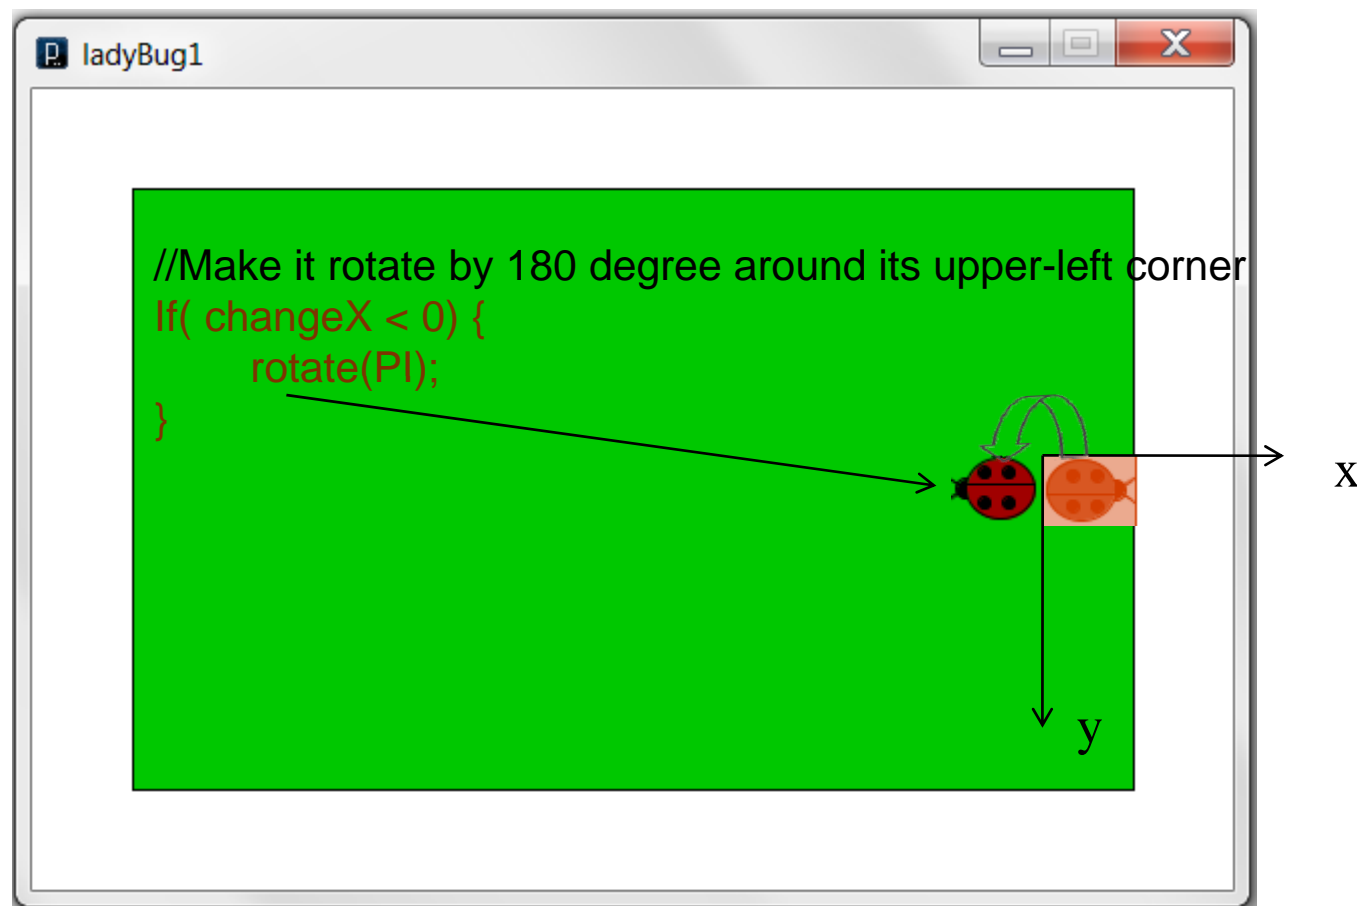 ladyBug1
//Make it rotate by 180 degree around its upper-left corner
If( changeX < 0) {
rotate(PI);
}
x
y